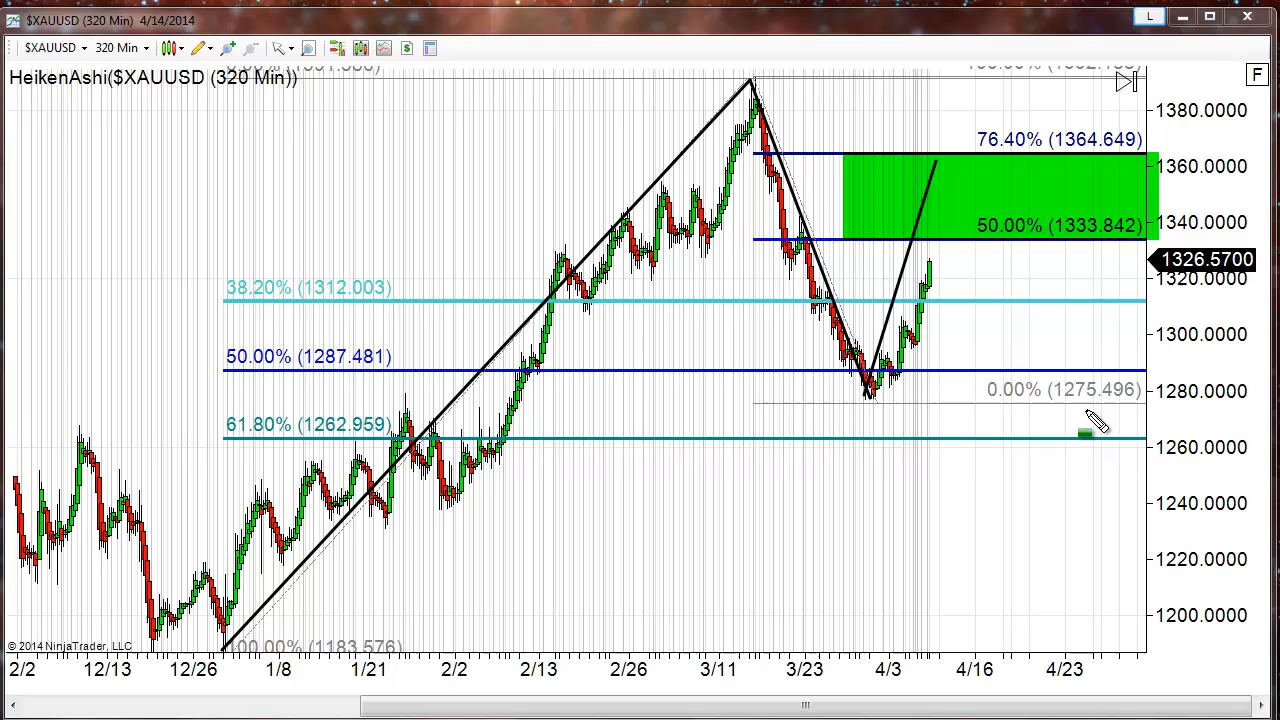 $XAUUSD (320 Min)  4/14/2014
L
$XAUUSD
320 Min
$
HeikenAshi($XAUUSD (320 Min))
F
1380.0000
76.40% (1364.649)
1360.0000
50.00% (1333.842)
1340.0000
1326.5700
1320.0000
38.20% (1312.003)
1300.0000
50.00% (1287.481)
0.00% (1275.496)
1280.0000
61.80% (1262.959)
1260.0000
1240.0000
1220.0000
1200.0000
100.00% (1183.576)
© 2014 NinjaTrader, LLC
2/2 12/13 12/26 1/8 1/21 2/2 2/13 2/26 3/11 3/23 4/3 4/16 4/23